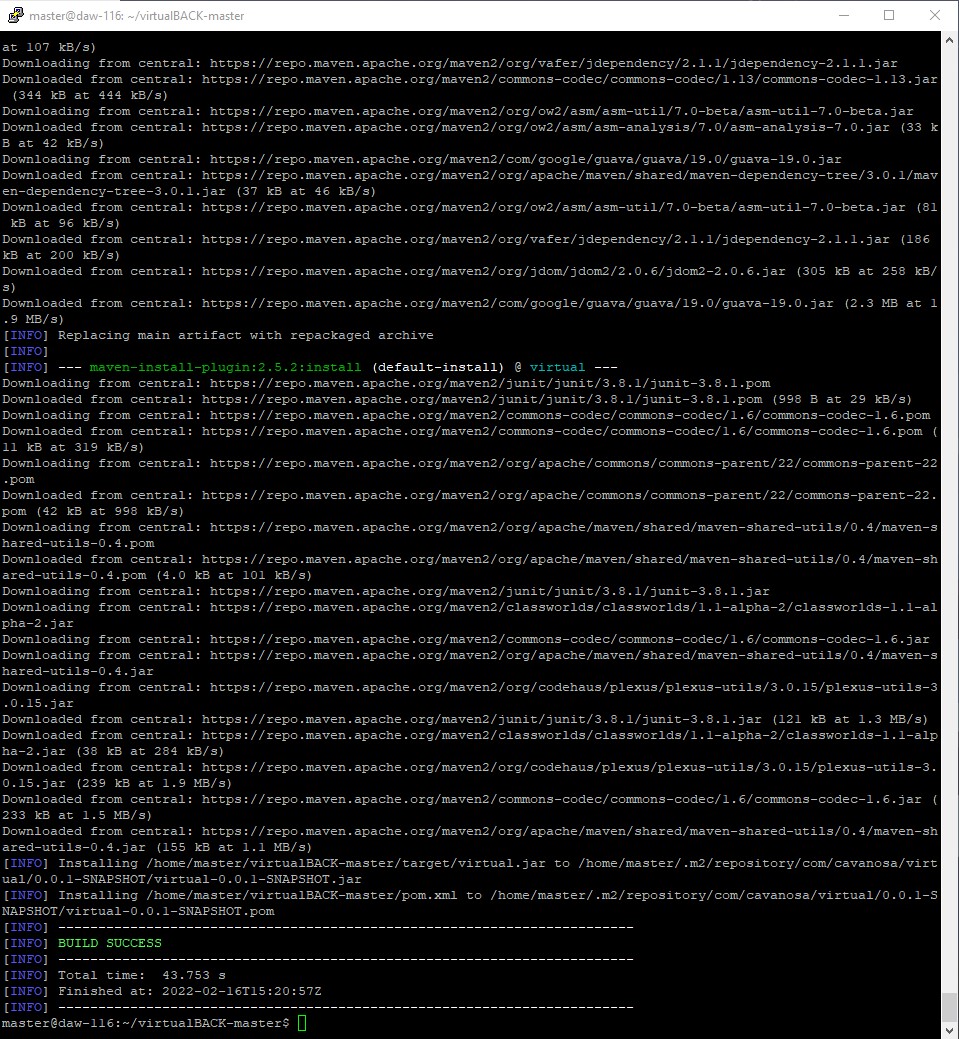 master@daw-116: ~/virtualBACK-master
at 107 kB/s)
Downloading from central: https://repo.maven.apache.org/maven2/org/vafer/jdependency/2.1.1/jdependency-2.1.1.jar
Downloaded from central: https://repo.maven.apache.org/maven2/commons-codec/commons-codec/1.13/commons-codec-1.13.jar
(344 kB at 444 kB/s)
Downloading from central: https://repo.maven.apache.org/maven2/org/ow2/asm/asm-util/7.0-beta/asm-util-7.0-beta.jar
Downloaded from central: https://repo.maven.apache.org/maven2/org/ow2/asm/asm-analysis/7.0/asm-analysis-7.0.jar (33 k
B at 42 kB/s)
Downloading from central: https://repo.maven.apache.org/maven2/com/google/guava/guava/19.0/guava-19.0.jar
Downloaded from central: https://repo.maven.apache.org/maven2/org/apache/maven/shared/maven-dependency-tree/3.0.1/mav
en-dependency-tree-3.0.1.jar (37 kB at 46 kB/s)
Downloaded from central: https://repo.maven.apache.org/maven2/org/ow2/asm/asm-util/7.0-beta/asm-util-7.0-beta.jar (81
kB at 96 kB/s)
Downloaded from central: https://repo.maven.apache.org/maven2/org/vafer/jdependency/2.1.1/jdependency-2.1.1.jar (186
kB at 200 kB/s)
Downloaded from central: https://repo.maven.apache.org/maven2/org/jdom/jdom2/2.0.6/jdom2-2.0.6.jar (305 kB at 258 kB/
s)
Downloaded from central: https://repo.maven.apache.org/maven2/com/google/guava/guava/19.0/guava-19.0.jar (2.3 MB at 1
.9 MB/s)
[INFO] Replacing main artifact with repackaged archive
[INFO]
[INFO] --- maven-install-plugin:2.5.2:install (default-install) @ virtual ---
Downloading from central: https://repo.maven.apache.org/maven2/junit/junit/3.8.1/junit-3.8.1.pom
Downloaded from central: https://repo.maven.apache.org/maven2/junit/junit/3.8.1/junit-3.8.1.pom (998 B at 29 kB/s)
Downloading from central: https://repo.maven.apache.org/maven2/commons-codec/commons-codec/1.6/commons-codec-1.6.pom
Downloaded from central: https://repo.maven.apache.org/maven2/commons-codec/commons-codec/1.6/commons-codec-1.6.pom (
11 kB at 319 kB/s)
Downloading from central: https://repo.maven.apache.org/maven2/org/apache/commons/commons-parent/22/commons-parent-22
.pom
Downloaded from central: https://repo.maven.apache.org/maven2/org/apache/commons/commons-parent/22/commons-parent-22.
pom (42 kB at 998 kB/s)
Downloading from central: https://repo.maven.apache.org/maven2/org/apache/maven/shared/maven-shared-utils/0.4/maven-s
hared-utils-0.4.pom
Downloaded from central: https://repo.maven.apache.org/maven2/org/apache/maven/shared/maven-shared-utils/0.4/maven-sh
ared-utils-0.4.pom (4.0 kB at 101 kB/s)
Downloading from central: https://repo.maven.apache.org/maven2/junit/junit/3.8.1/junit-3.8.1.jar
Downloading from central: https://repo.maven.apache.org/maven2/classworlds/classworlds/1.1-alpha-2/classworlds-1.1-al
pha-2.jar
Downloading from central: https://repo.maven.apache.org/maven2/commons-codec/commons-codec/1.6/commons-codec-1.6.jar
Downloading from central: https://repo.maven.apache.org/maven2/org/apache/maven/shared/maven-shared-utils/0.4/maven-s
hared-utils-0.4.jar
Downloading from central: https://repo.maven.apache.org/maven2/org/codehaus/plexus/plexus-utils/3.0.15/plexus-utils-3
.0.15.jar
Downloaded from central: https://repo.maven.apache.org/maven2/junit/junit/3.8.1/junit-3.8.1.jar (121 kB at 1.3 MB/s)
Downloaded from central: https://repo.maven.apache.org/maven2/classworlds/classworlds/1.1-alpha-2/classworlds-1.1-alp
ha-2.jar (38 kB at 284 kB/s)
Downloaded from central: https://repo.maven.apache.org/maven2/org/codehaus/plexus/plexus-utils/3.0.15/plexus-utils-3.
0.15.jar (239 kB at 1.9 MB/s)
Downloaded from central: https://repo.maven.apache.org/maven2/commons-codec/commons-codec/1.6/commons-codec-1.6.jar (
233 kB at 1.5 MB/s)
Downloaded from central: https://repo.maven.apache.org/maven2/org/apache/maven/shared/maven-shared-utils/0.4/maven-sh
ared-utils-0.4.jar (155 kB at 1.1 MB/s)
[INFO] Installing /home/master/virtualBACK-master/target/virtual.jar to /home/master/.m2/repository/com/cavanosa/virt
ual/0.0.1-SNAPSHOT/virtual-0.0.1-SNAPSHOT.jar
[INFO] Installing /home/master/virtualBACK-master/pom.xml to /home/master/.m2/repository/com/cavanosa/virtual/0.0.1-S
NAPSHOT/virtual-0.0.1-SNAPSHOT.pom
[INFO] ------------------------------------------------------------------------
[INFO] BUILD SUCCESS
[INFO] ------------------------------------------------------------------------
[INFO] Total time:  43.753 s
[INFO] Finished at: 2022-02-16T15:20:57Z
[INFO] ------------------------------------------------------------------------
master@daw-116:~/virtualBACK-master$